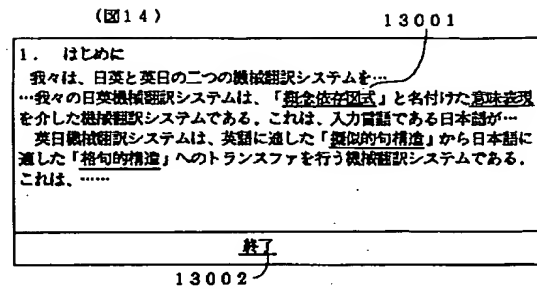 (図14)
13001
1. はじめに
我々は、日英と英日の二つの機械翻訳システムを…
…我々の日英機械翻訳システムは、「概念依存図式」と名付けた意味表現
を介した機械翻訳システムである。これは、入力言語である日本語が…
英日機械翻訳システムは、英語に適した「擬似的句構造」から日本語に
適した「格句的構造」へのトランスファを行う機械翻訳システムである。
これは、……
終了
13002